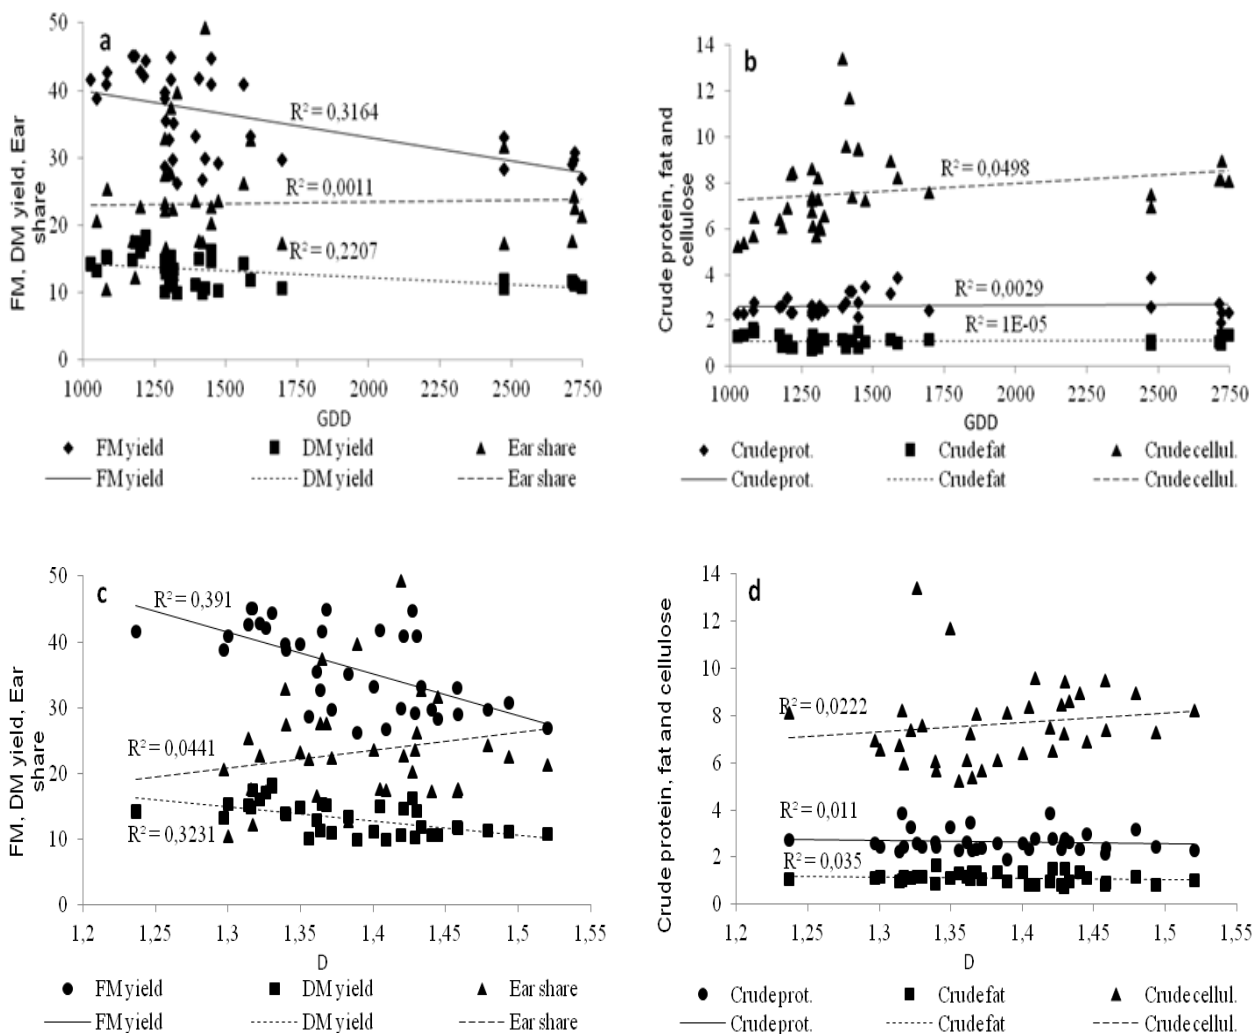 a
FM, DM yield, Ear
share
50
40
30
20
10
0
R² = 0,3164
R² = 0,0011
R² = 0,2207
1000 1250 1500 1750 2000 2250 2500 2750
GDD
FM yield DM yield Ear share
FM yield DM yield Ear share
b
Crude protein, fat and
cellulose
14
12
10
8
6
4
2
0
R² = 0,0498
R² = 0,0029
R² = 1E-05
1000 1250 1500 1750 2000 2250 2500 2750
GDD
Crude prot. Crude fat Crude cellul.
Crude prot. Crude fat Crude cellul.
c
FM, DM yield, Ear
share
50
40
30
20
10
0
R² = 0,391
R² = 0,0441
R² = 0,3231
1,2 1,25 1,3 1,35 1,4 1,45 1,5 1,55
D
FM yield DM yield Ear share
FM yield DM yield Ear share
d
Crude protein, fat and cellulose
14
12
10
8
6
4
2
0
R² = 0,0222
R² = 0,011
R² = 0,035
1,2 1,25 1,3 1,35 1,4 1,45 1,5 1,55
D
Crude prot. Crude fat Crude cellul.
Crude prot. Crude fat Crude cellul.